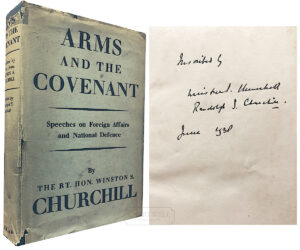 ARMS
AND THE
COVENANT
Speeches on Foreign Affairs
and National Defence
By
THE RT. HON. WINSTON S.
CHURCHILL
Inscribed by
Winston S. Churchill
Randolph S. Churchill
June 1938